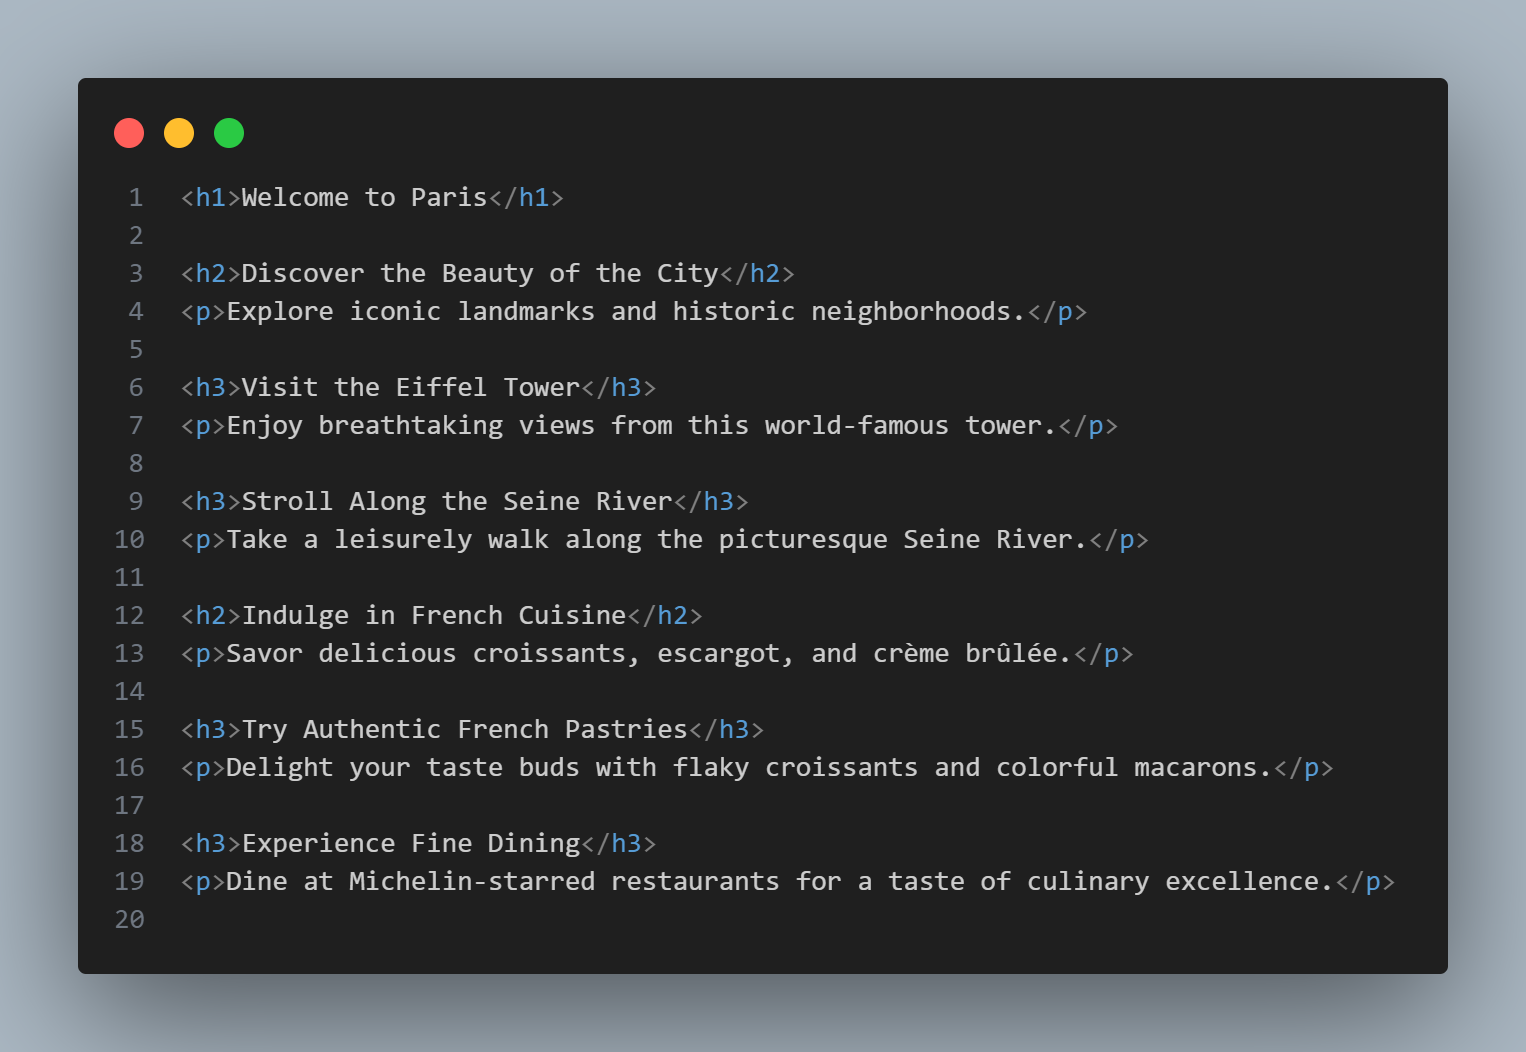 1 <h1>Welcome to Paris</h1>
2
3 <h2>Discover the Beauty of the City</h2>
4 <p>Explore iconic landmarks and historic neighborhoods.</p>
5
6 <h3>Visit the Eiffel Tower</h3>
7 <p>Enjoy breathtaking views from this world-famous tower.</p>
8
9 <h3>Stroll Along the Seine River</h3>
10 <p>Take a leisurely walk along the picturesque Seine River.</p>
11
12 <h2>Indulge in French Cuisine</h2>
13 <p>Savor delicious croissants, escargot, and crème brûlée.</p>
14
15 <h3>Try Authentic French Pastries</h3>
16 <p>Delight your taste buds with flaky croissants and colorful macarons.</p>
17
18 <h3>Experience Fine Dining</h3>
19 <p>Dine at Michelin-starred restaurants for a taste of culinary excellence.</p>
20